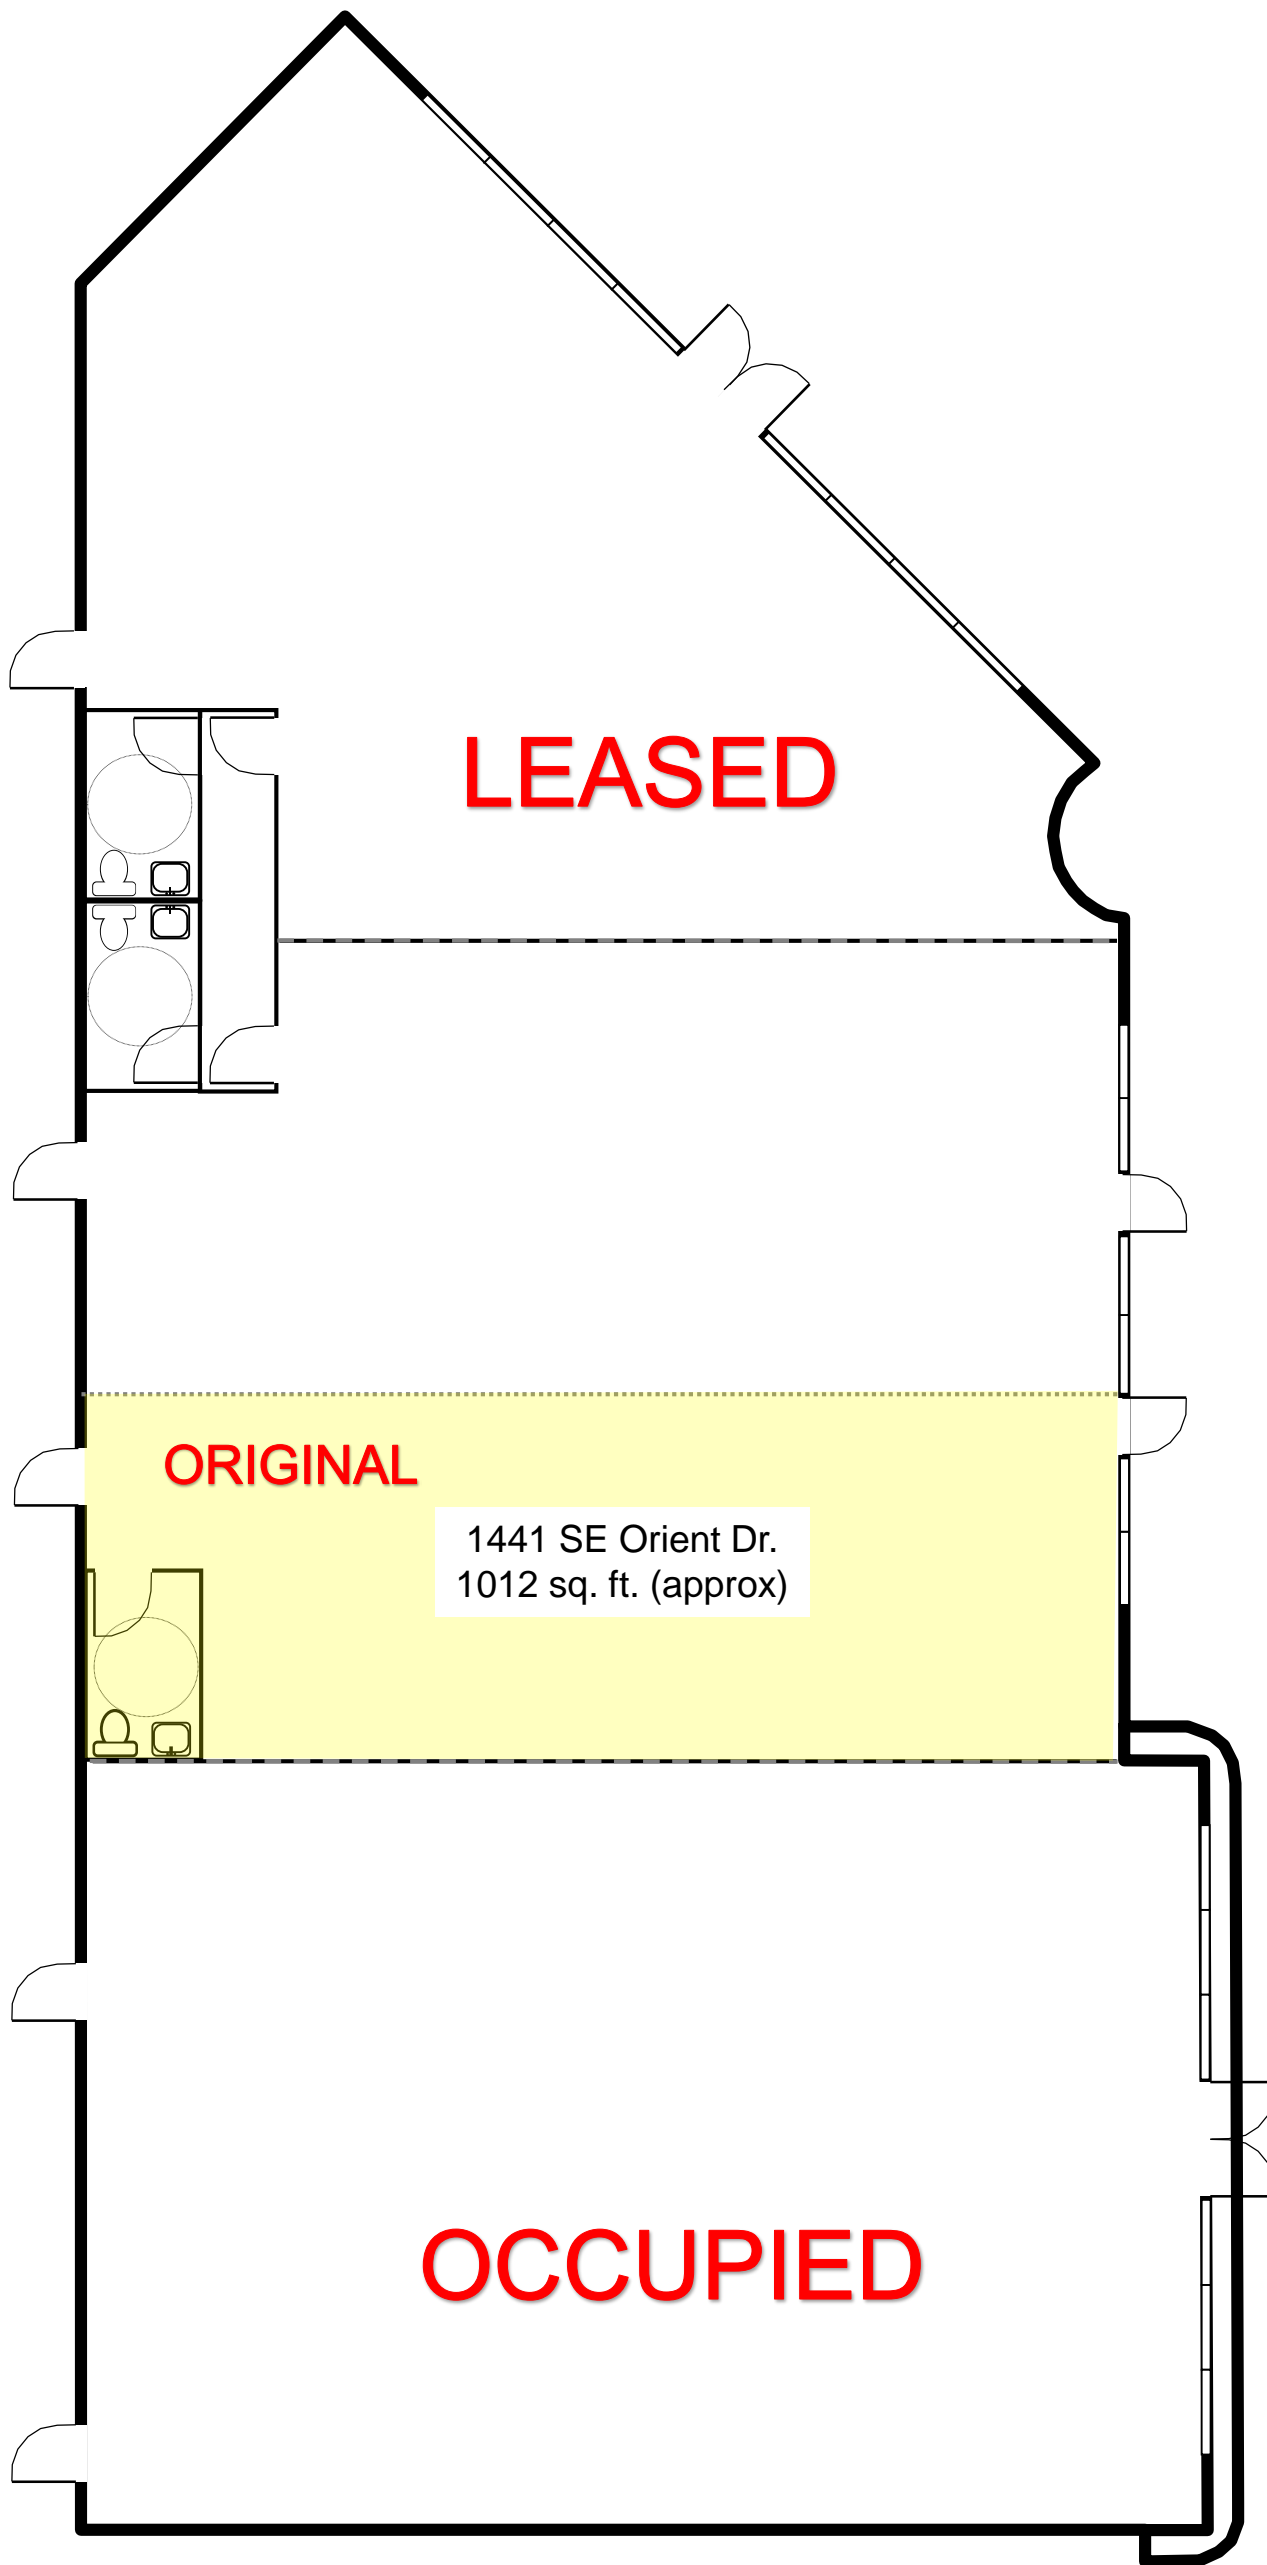 LEASED
ORIGINAL
1441 SE Orient Dr.
1012 sq. ft. (approx)
OCCUPIED